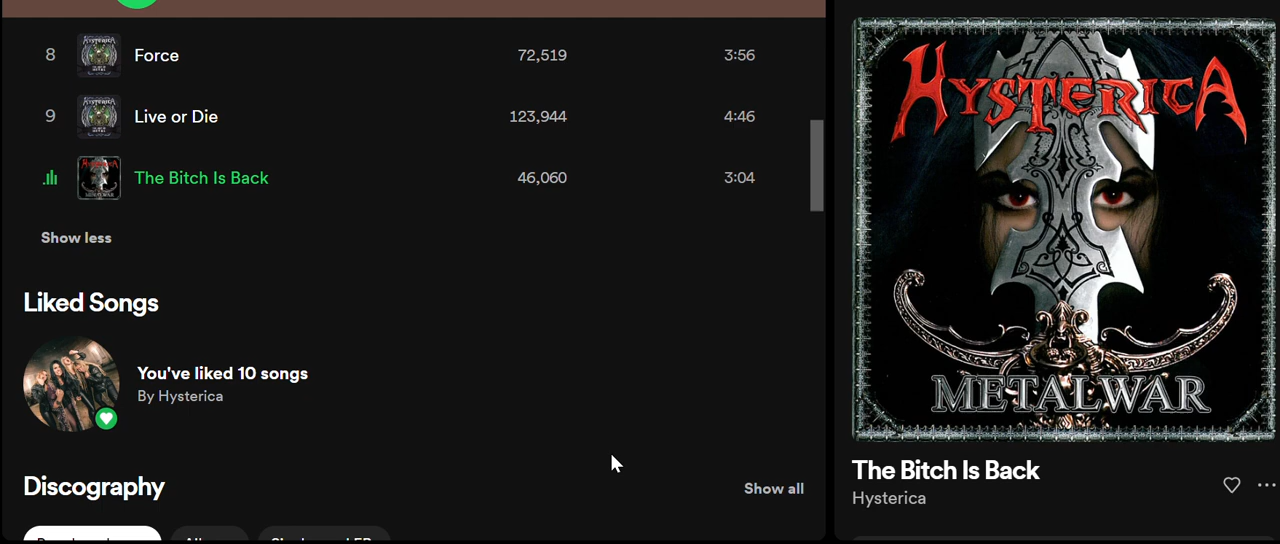 8 Force 72,519 3:56
9 Live or Die 123,944 4:46
The Bitch Is Back 46,060 3:04
Show less
Liked Songs
You've liked 10 songs
By Hysterica
Discography
Show all
HYSTERICA
METALWAR
The Bitch Is Back
Hysterica